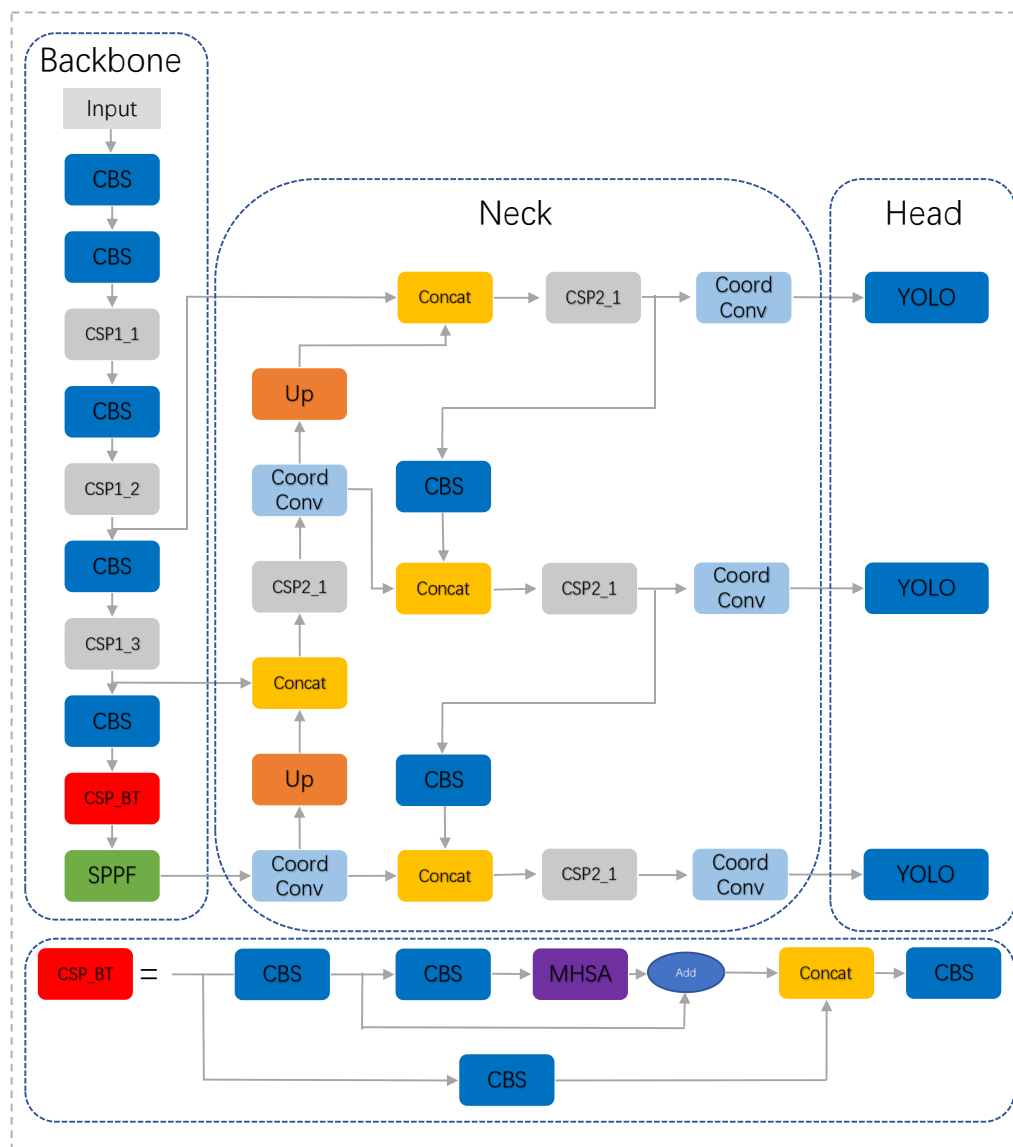 Backbone
Input
CBS
CBS
CSP1_1
CBS
CSP1_2
CBS
CSP1_3
CBS
CSP_BT
SPPF
Neck
Concat
CSP2_1
Coord
Conv
Up
Coord
Conv
CBS
CSP2_1
Concat
CSP2_1
Coord
Conv
Concat
Up
CBS
Coord
Conv
Concat
CSP2_1
Coord
Conv
Head
YOLO
YOLO
YOLO
CSP_BT =
CBS
CBS
MHSA
Add
Concat
CBS
CBS